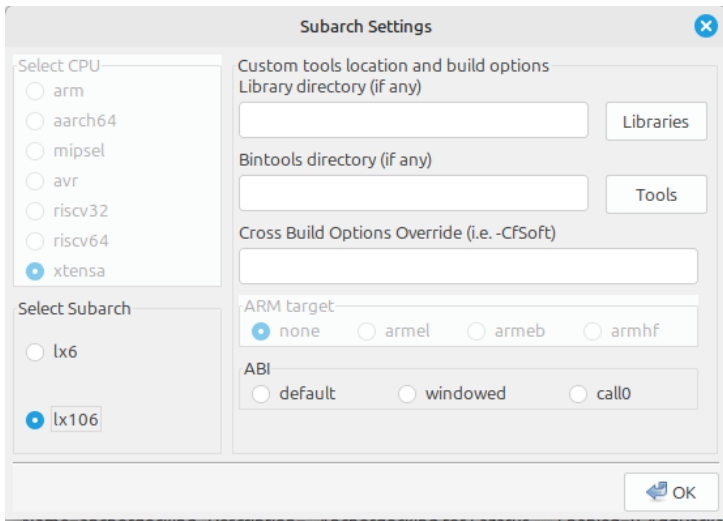 Subarch Settings
Select CPU
arm
aarch64
mipsel
avr
riscv32
riscv64
xtensa
Select Subarch
lx6
lx106
Custom tools location and build options
Library directory (if any)
Libraries
Bintools directory (if any)
Tools
Cross Build Options Override (i.e. -CfSoft)
ARM target
none armel armeb armhf
ABI
default windowed call0
OK